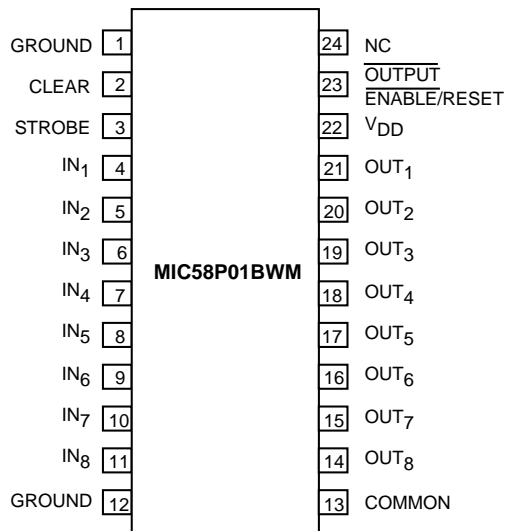 GROUND 1 24 NC
CLEAR 2 23 OUTPUT
ENABLE/RESET
STROBE 3 22 VDD
IN1 4 21 OUT1
IN2 5 20 OUT2
IN3 6 19 OUT3
MIC58P01BWM
IN4 7 18 OUT4
IN5 8 17 OUT5
IN6 9 16 OUT6
IN7 10 15 OUT7
IN8 11 14 OUT8
GROUND 12 13 COMMON